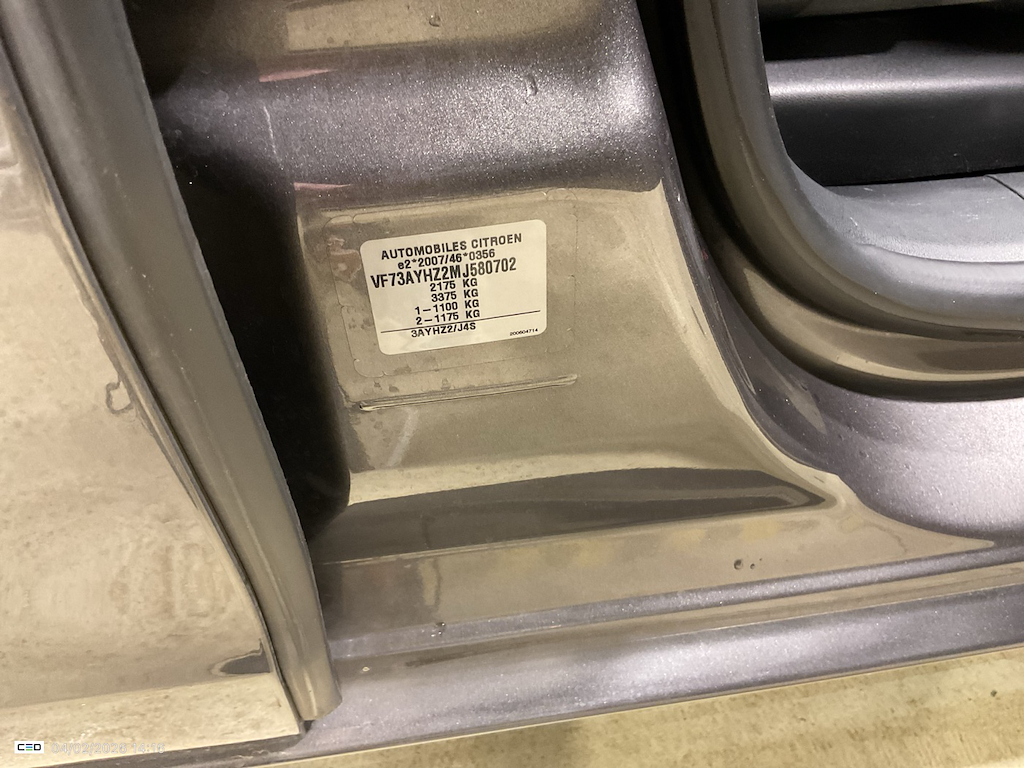 AUTOMOBILES CITROEN
e2*2007/46*0356
VF73AYHZ2MJ580702
2175 KG
3375 KG
1-1100 KG
2-1175 KG
3AYHZ2/J4S
200604714